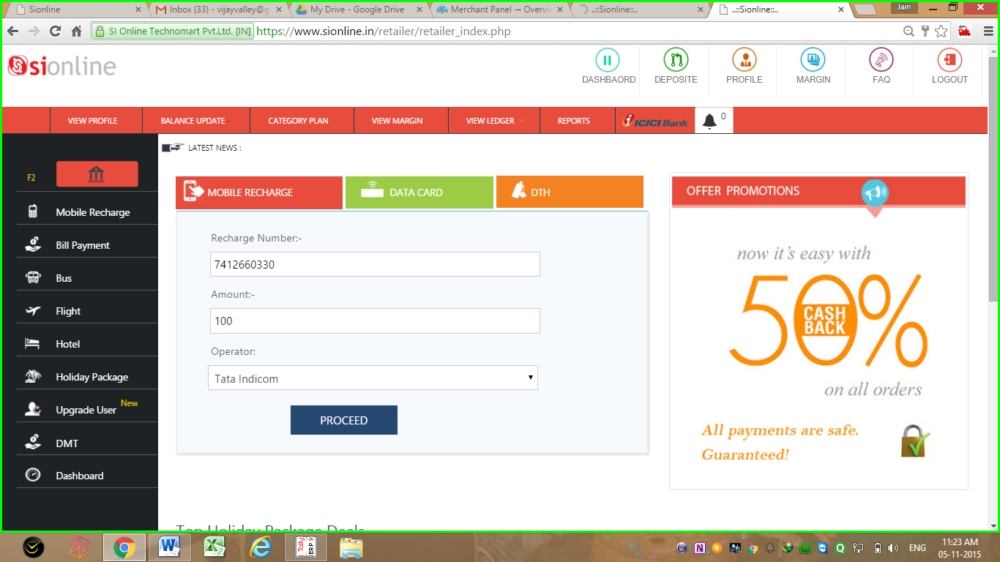 Sionline
Inbox (33) - vijayvalley@g
My Drive - Google Drive
Merchant Panel → Overvie
..::Sionline::..
..::Sionline::..
Jain
SI Online Technomart Pvt.Ltd. [IN]
https://www.sionline.in/retailer/retailer_index.php
sionline
DASHBAORD
DEPOSITE
PROFILE
MARGIN
FAQ
LOGOUT
VIEW PROFILE
BALANCE UPDATE
CATEGORY PLAN
VIEW MARGIN
VIEW LEDGER
REPORTS
ICICI Bank
0
LATEST NEWS :
F2
Mobile Recharge
Bill Payment
Bus
Flight
Hotel
Holiday Package
Upgrade User New
DMT
Dashboard
MOBILE RECHARGE
DATA CARD
DTH
Recharge Number:-
7412660330
Amount:-
100
Operator:
Tata Indicom
PROCEED
OFFER PROMOTIONS
now it's easy with
50%
CASH
BACK
on all orders
All payments are safe.
Guaranteed!
Top Holiday Package Deals
Tally
ERP 9
ENG
11:23 AM
05-11-2015